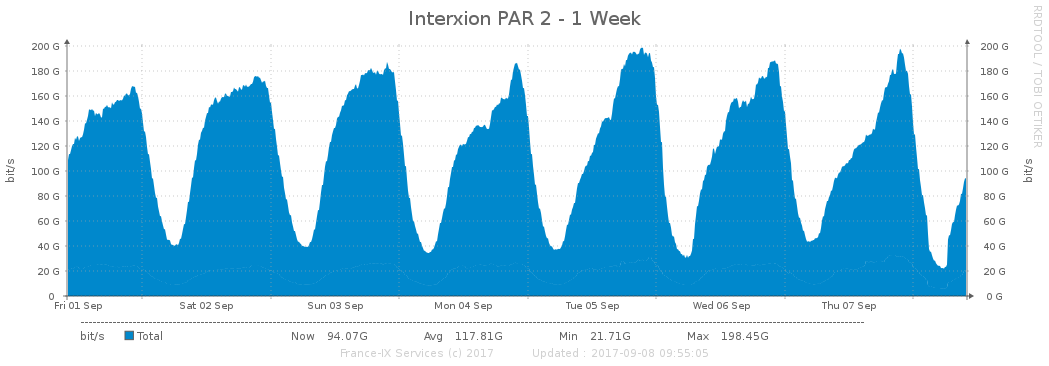 Interxion PAR 2 - 1 Week
RRDTOOL / TOBI OETIKER
200 G 200 G
180 G 180 G
160 G 160 G
140 G 140 G
120 G 120 G
100 G 100 G
80 G 80 G
60 G 60 G
40 G 40 G
20 G 20 G
0 0 G
bit/s bit/s
Fri 01 Sep Sat 02 Sep Sun 03 Sep Mon 04 Sep Tue 05 Sep Wed 06 Sep Thu 07 Sep
bit/s Total Now 94.07G Avg 117.81G Min 21.71G Max 198.45G
France-IX Services (c) 2017 Updated : 2017-09-08 09:55:05